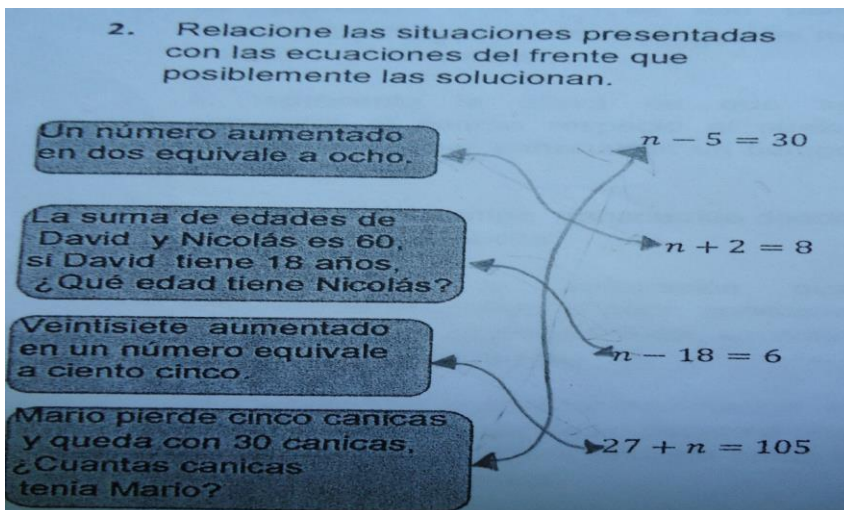 2. Relacione las situaciones presentadas
con las ecuaciones del frente que
posiblemente las solucionan.
Un número aumentado
en dos equivale a ocho.
n − 5 = 30
La suma de edades de
David y Nicolás es 60,
sí David tiene 18 años,
¿Qué edad tiene Nicolás?
n + 2 = 8
Veintisiete aumentado
en un número equivale
a ciento cinco.
n − 18 = 6
Mario pierde cinco canicas
y queda con 30 canicas,
¿Cuantas canicas
tenia Mario?
27 + n = 105